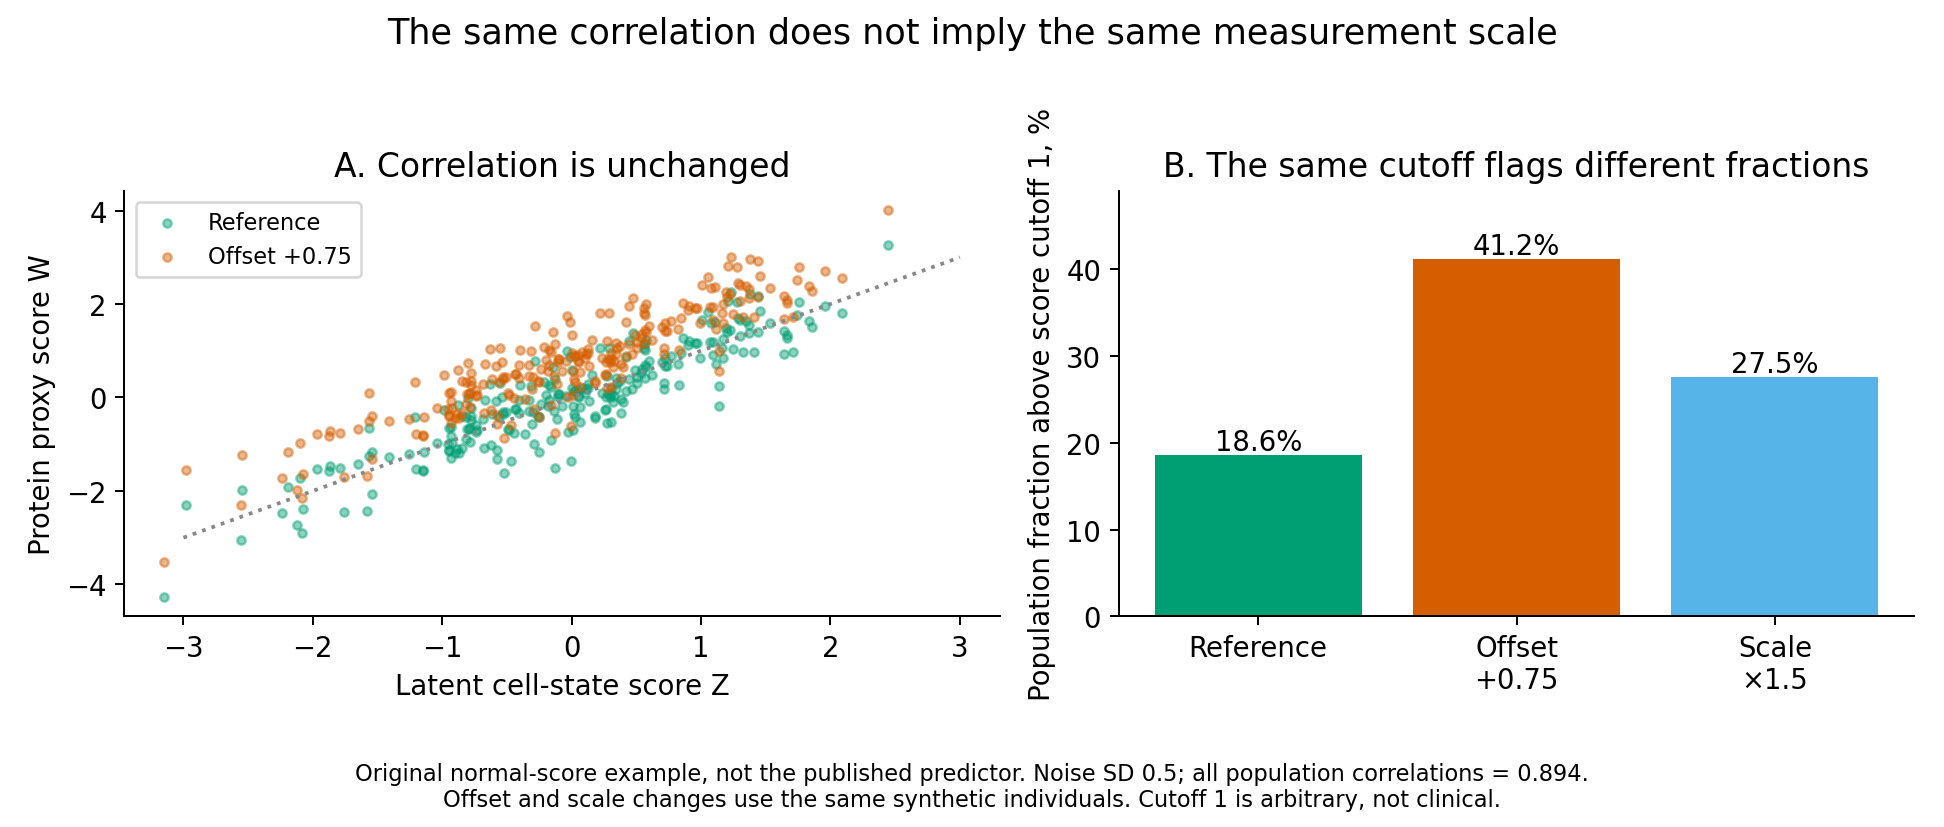 The same correlation does not imply the same measurement scale
A. Correlation is unchanged
Reference
Offset +0.75
Protein proxy score W
4
2
0
−2
−4
−3
−2
−1
0
1
2
3
Latent cell-state score Z
B. The same cutoff flags different fractions
Population fraction above score cutoff 1, %
40
30
20
10
0
18.6%
41.2%
27.5%
Reference
Offset
+0.75
Scale
×1.5
Original normal-score example, not the published predictor. Noise SD 0.5; all population correlations = 0.894.
Offset and scale changes use the same synthetic individuals. Cutoff 1 is arbitrary, not clinical.